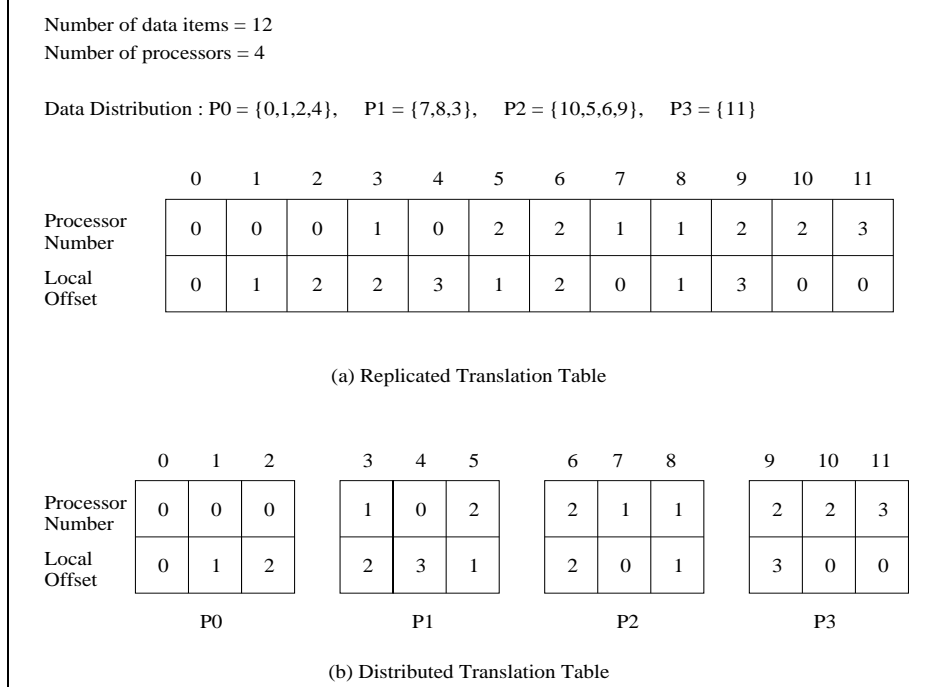 Number of data items = 12
Number of processors = 4
Data Distribution : P0 = {0,1,2,4}, P1 = {7,8,3}, P2 = {10,5,6,9}, P3 = {11}
0 1 2 3 4 5 6 7 8 9 10 11
Processor
Number
0 0 0 1 0 2 2 1 1 2 2 3
Local
Offset
0 1 2 2 3 1 2 0 1 3 0 0
(a) Replicated Translation Table
0 1 2 3 4 5 6 7 8 9 10 11
Processor
Number
0 0 0 1 0 2 2 1 1 2 2 3
Local
Offset
0 1 2 2 3 1 2 0 1 3 0 0
P0 P1 P2 P3
(b) Distributed Translation Table